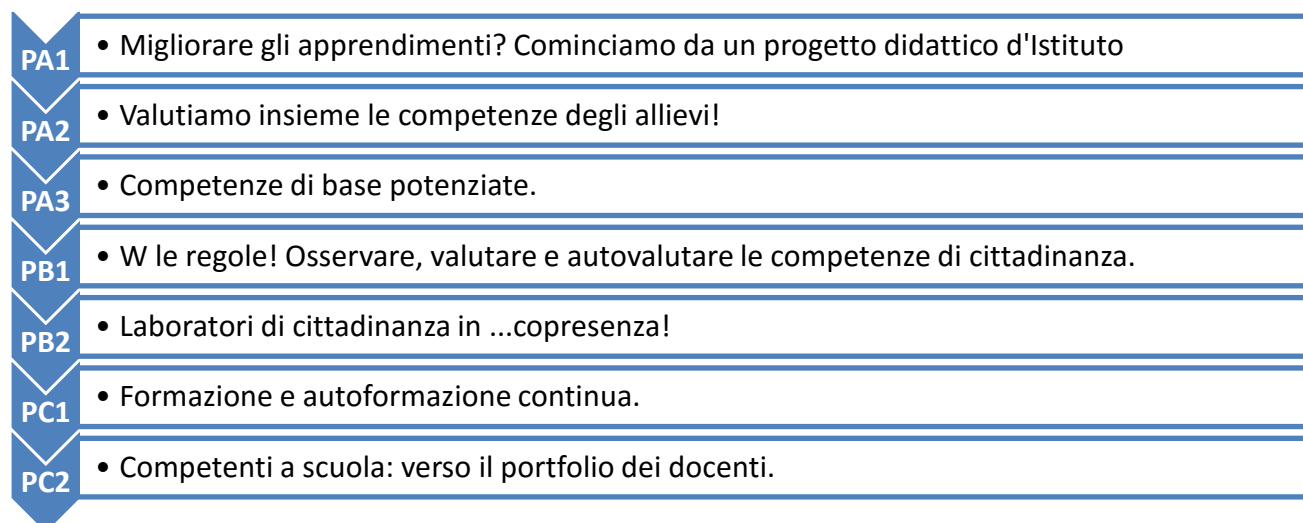 PA1 • Migliorare gli apprendimenti? Cominciamo da un progetto didattico d'Istituto
PA2 • Valutiamo insieme le competenze degli allievi!
PA3 • Competenze di base potenziate.
PB1 • W le regole! Osservare, valutare e autovalutare le competenze di cittadinanza.
PB2 • Laboratori di cittadinanza in ...copresenza!
PC1 • Formazione e autoformazione continua.
PC2 • Competenti a scuola: verso il portfolio dei docenti.